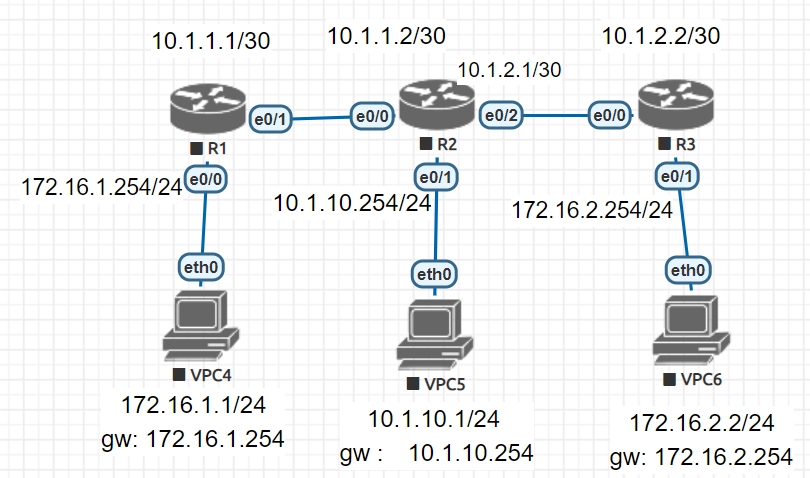 10.1.1.1/30
10.1.1.2/30
10.1.2.2/30
10.1.2.1/30
e0/1
e0/0
e0/2
e0/0
R1
R2
R3
172.16.1.254/24
e0/0
10.1.10.254/24
e0/1
172.16.2.254/24
e0/1
eth0
eth0
eth0
VPC4
VPC5
VPC6
172.16.1.1/24
gw: 172.16.1.254
10.1.10.1/24
gw : 10.1.10.254
172.16.2.2/24
gw: 172.16.2.254